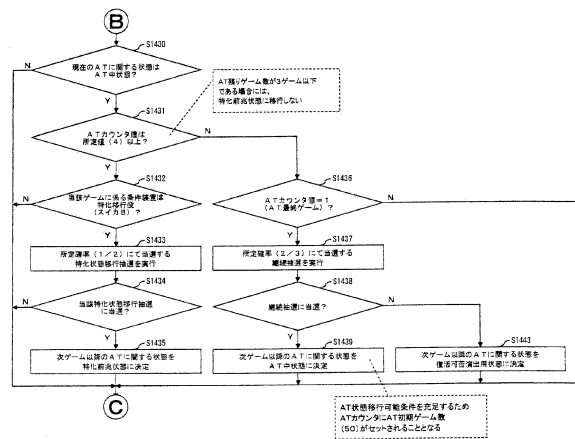 B
S1430
N
現在のATに関する状態は
AT中状態?
Y
AT残りゲーム数が3ゲーム以下
である場合には、
特化前兆状態に移行しない
S1431
ATカウンタ値は
所定値(4)以上?
N
Y
S1432
N
当該ゲームに係る条件装置は
特化移行役
(スイカB)?
Y
S1436
ATカウンタ値=1
(AT最終ゲーム)?
N
Y
S1433
所定確率(1/2)にて当選する
特化状態移行抽選を実行
S1437
所定確率(2/3)にて当選する
継続抽選を実行
S1434
N
当該特化状態移行抽選
に当選?
Y
S1438
継続抽選に当選?
N
Y
S1435
次ゲーム以降のATに関する状態を
特化前兆状態に決定
S1439
次ゲーム以降のATに関する状態を
AT中状態に決定
S1443
次ゲーム以降のATに関する状態を
復活可否演出用状態に決定
C
AT状態移行可能条件を充足するため
ATカウンタにAT初期ゲーム数
(50)がセットされることとなる